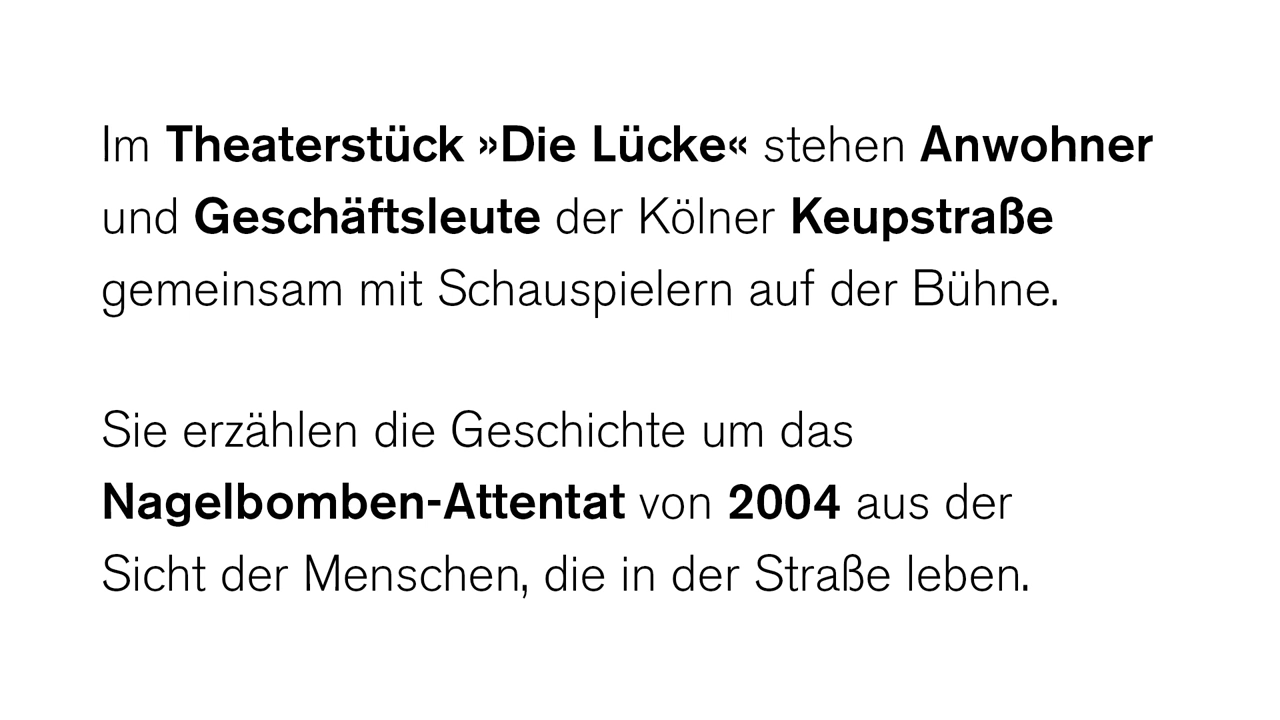 Im Theaterstück »Die Lücke« stehen Anwohner
und Geschäftsleute der Kölner Keupstraße
gemeinsam mit Schauspielern auf der Bühne.
Sie erzählen die Geschichte um das
Nagelbomben-Attentat von 2004 aus der
Sicht der Menschen, die in der Straße leben.